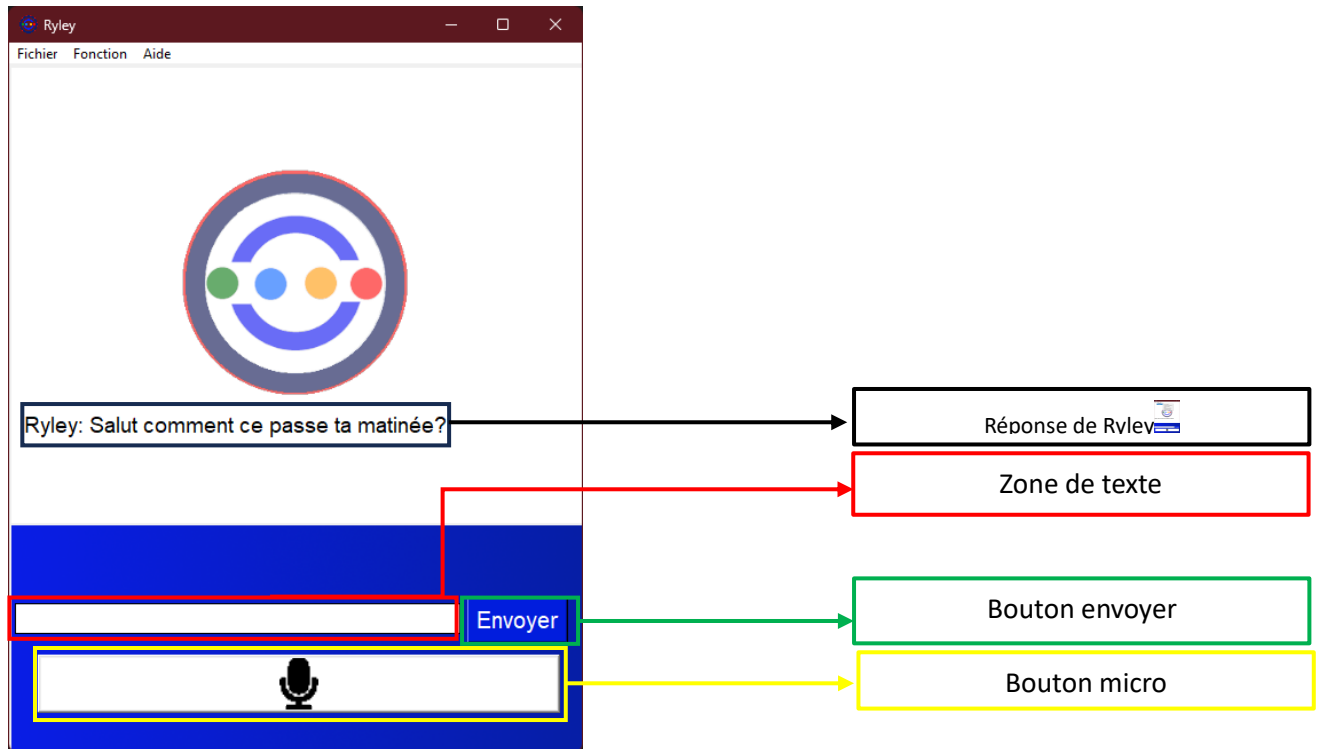 Ryley
Fichier Fonction Aide
Ryley: Salut comment ce passe ta matinée?
Réponse de Ryley
Zone de texte
Envoyer
Bouton envoyer
Bouton micro